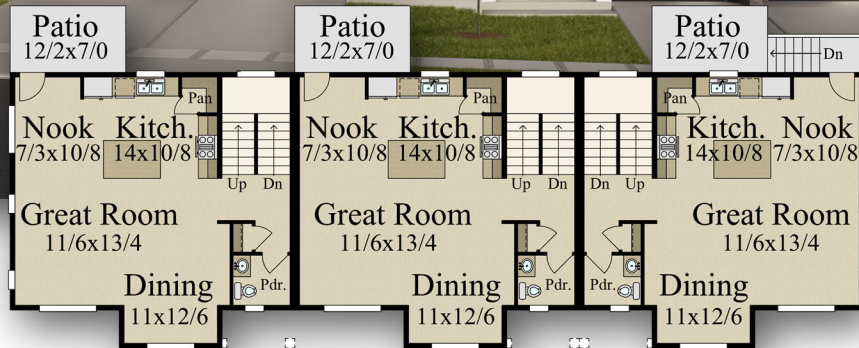 Patio
12/2x7/0
Patio
12/2x7/0
Patio
12/2x7/0
Dn
Pan
Nook
7/3x10/8
Kitch.
14x10/8
Up
Dn
Great Room
11/6x13/4
Dining
11x12/6
Pdr.
Pan
Nook
7/3x10/8
Kitch.
14x10/8
Up
Dn
Great Room
11/6x13/4
Dining
11x12/6
Pdr.
Pan
Kitch.
14x10/8
Nook
7/3x10/8
Dn
Up
Great Room
11/6x13/4
Pdr.
Dining
11x12/6